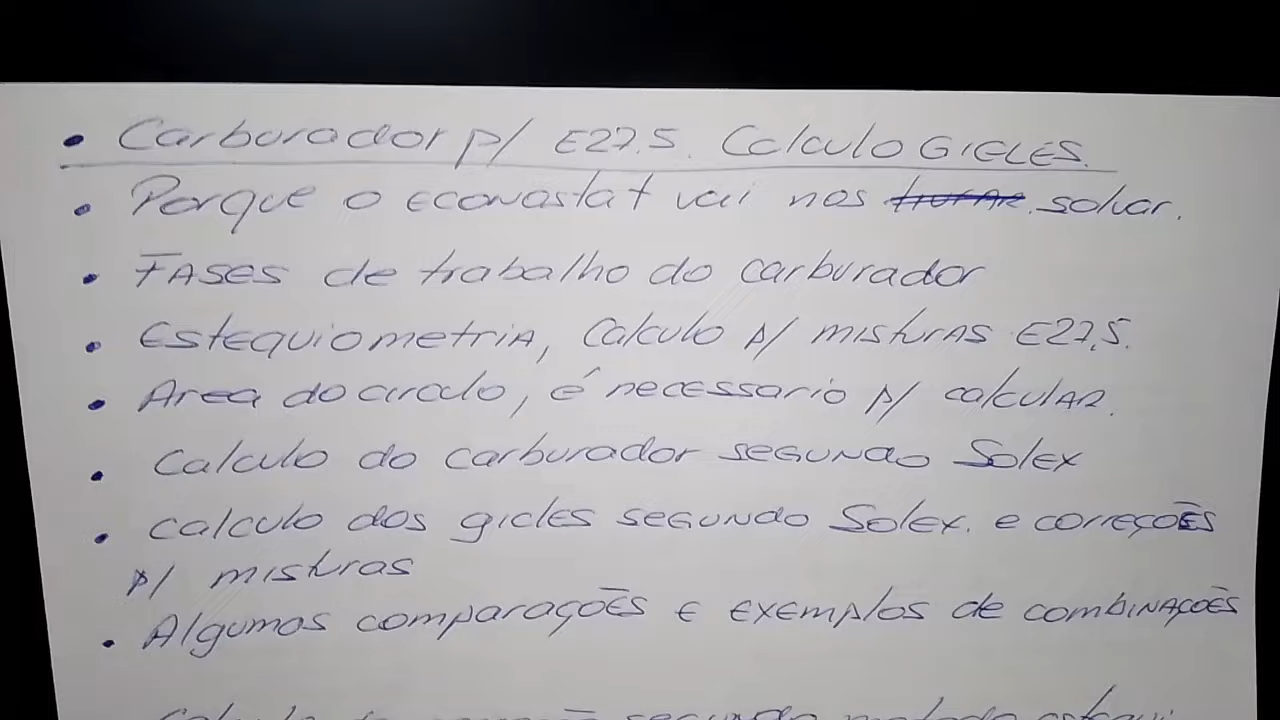 • Carburador p/ E27.5. Calculo GICLES.
• Porque o econostat vai nos salvar.
• FASES de trabalho do carburador
• Estequiometria, Calculo p/ misturas E27,5.
• Area do circulo, é necessario p/ calcular.
• Calculo do carburador segundo Solex
• calculo dos gicles segundo Solex. e correções
p/ misturas
• Algumas comparações e exemplos de combinações
segundo